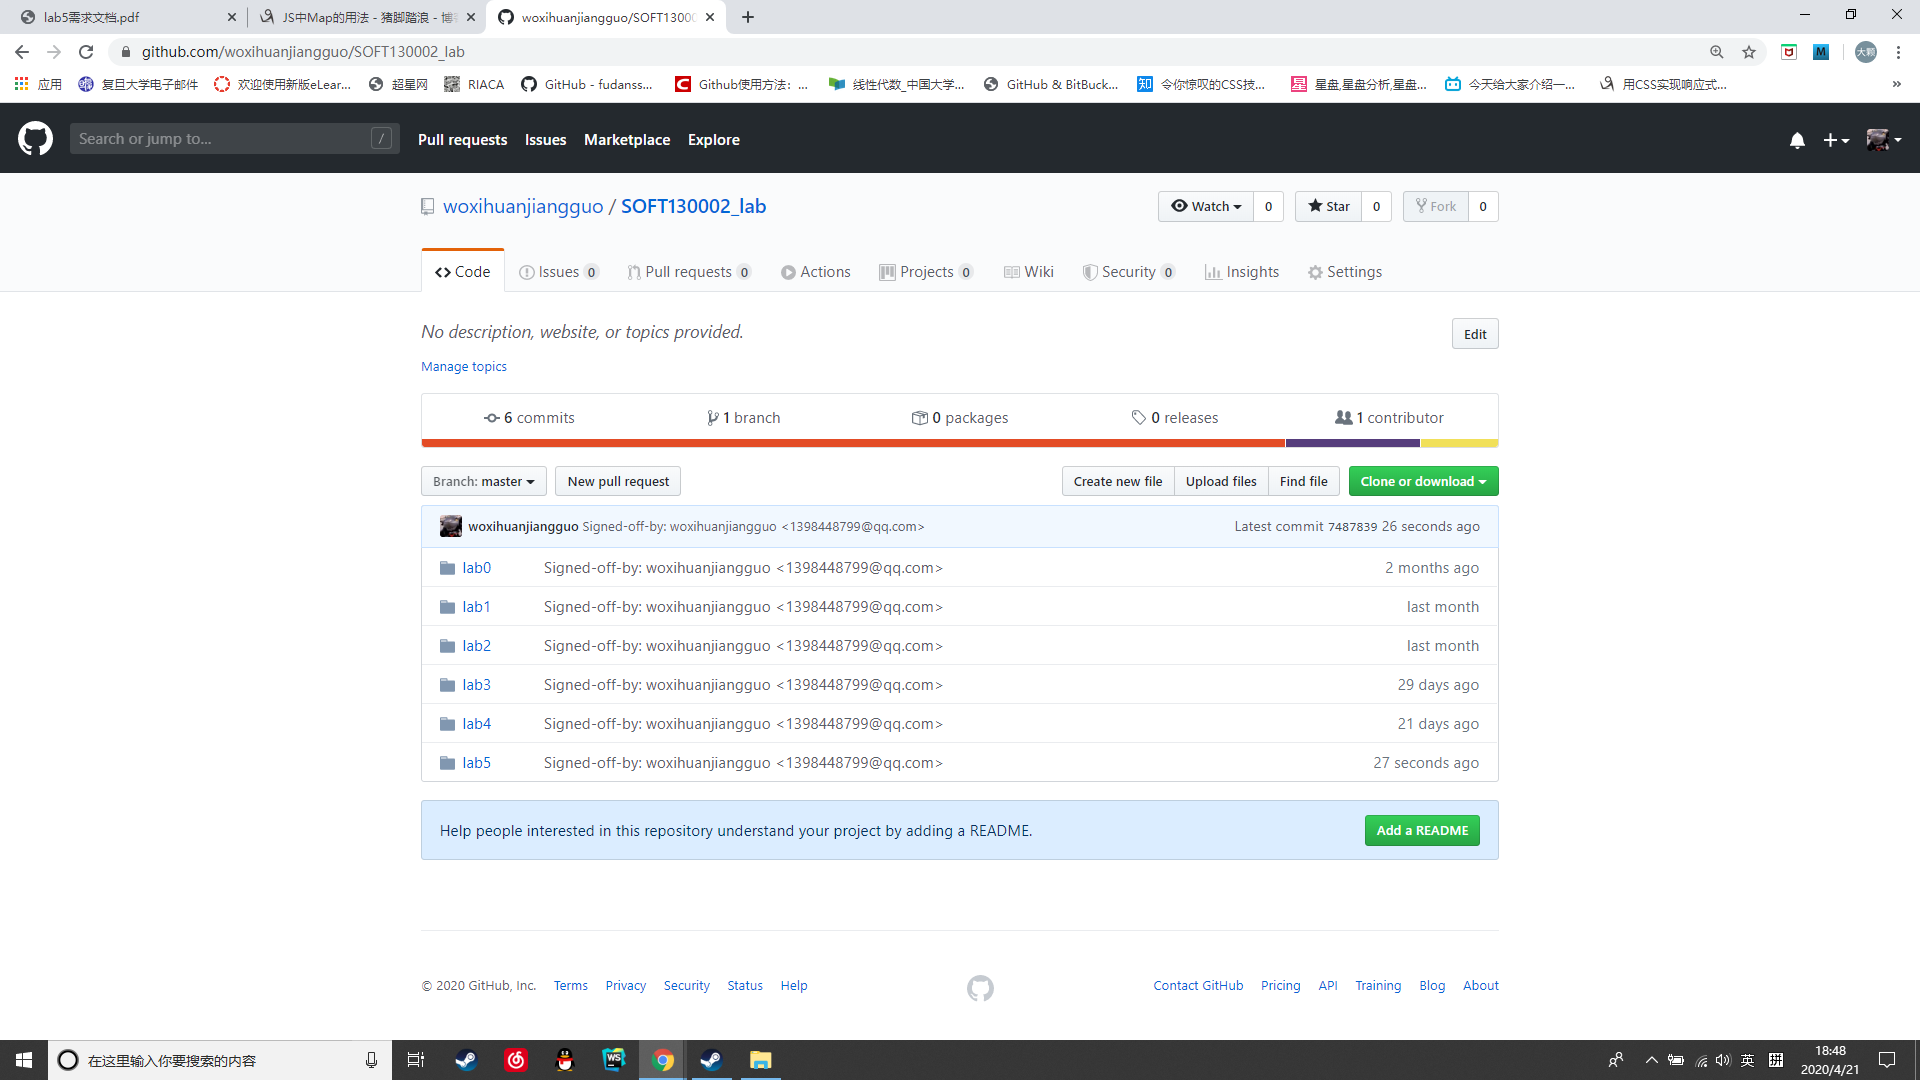 lab5需求文档.pdf
JS中Map的用法 - 猪脚踏浪 - 博
woxihuanjiangguo/SOFT1300
github.com/woxihuanjiangguo/SOFT130002_lab
大颗
应用 复旦大学电子邮件 欢迎使用新版eLear... 超星网 RIACA GitHub - fudanss... Github使用方法: ... 线性代数_中国大学... GitHub & BitBuck... 知 令你惊叹的CSS技... 星 星盘,星盘分析,星盘... 今天给大家介绍一... 用CSS实现响应式... »
Search or jump to... /
Pull requests Issues Marketplace Explore
woxihuanjiangguo / SOFT130002_lab
Watch 0 Star 0 Fork 0
Code Issues 0 Pull requests 0 Actions Projects 0 Wiki Security 0 Insights Settings
No description, website, or topics provided.
Edit
Manage topics
6 commits 1 branch 0 packages 0 releases 1 contributor
Branch: master New pull request Create new file Upload files Find file Clone or download
woxihuanjiangguo Signed-off-by: woxihuanjiangguo <1398448799@qq.com> Latest commit 7487839 26 seconds ago
lab0 Signed-off-by: woxihuanjiangguo <1398448799@qq.com> 2 months ago
lab1 Signed-off-by: woxihuanjiangguo <1398448799@qq.com> last month
lab2 Signed-off-by: woxihuanjiangguo <1398448799@qq.com> last month
lab3 Signed-off-by: woxihuanjiangguo <1398448799@qq.com> 29 days ago
lab4 Signed-off-by: woxihuanjiangguo <1398448799@qq.com> 21 days ago
lab5 Signed-off-by: woxihuanjiangguo <1398448799@qq.com> 27 seconds ago
Help people interested in this repository understand your project by adding a README.
Add a README
© 2020 GitHub, Inc. Terms Privacy Security Status Help
Contact GitHub Pricing API Training Blog About
在这里输入你要搜索的内容
WS
英
拼
18:48
2020/4/21